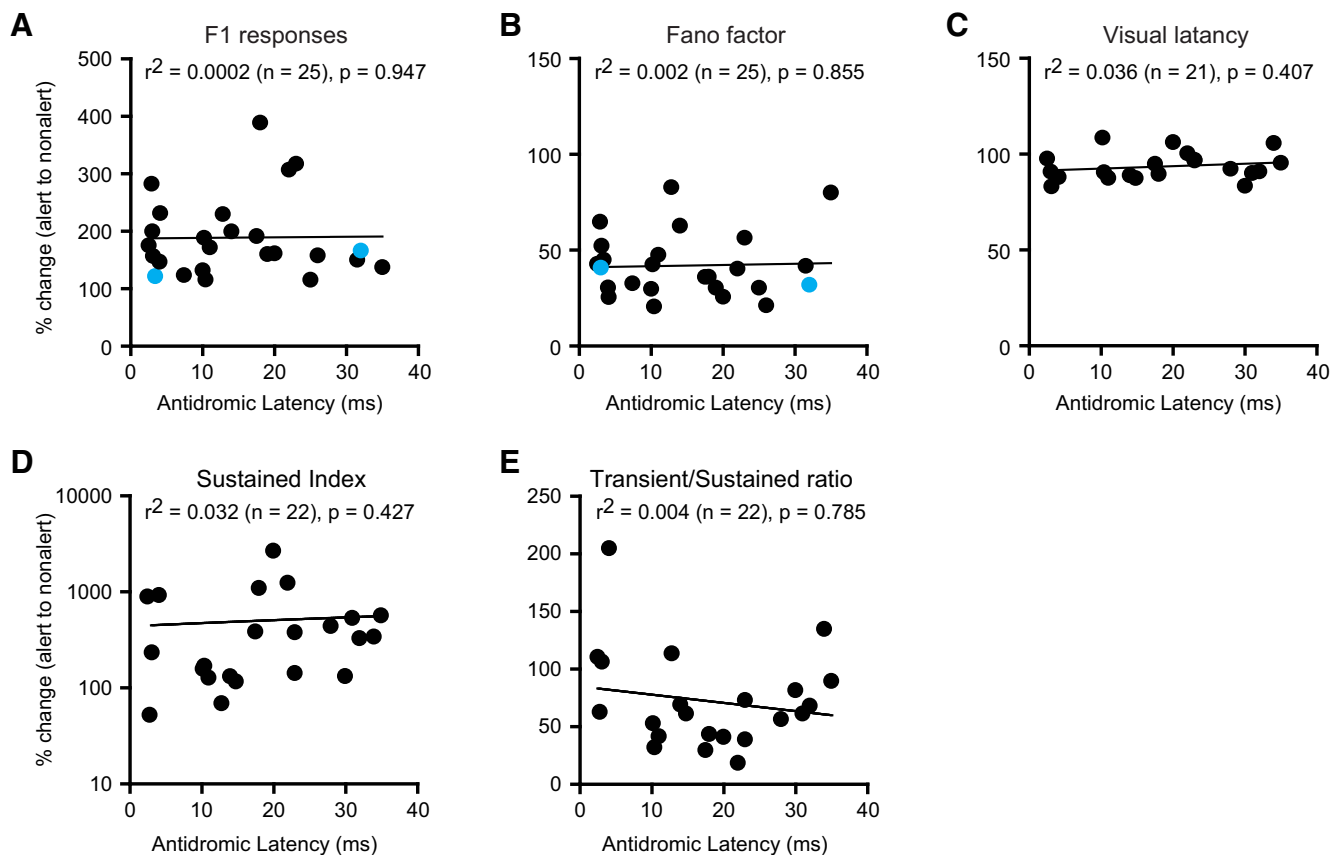 A
F1 responses
r2 = 0.0002 (n = 25), p = 0.947
500
400
300
200
100
0
% change (alert to nonalert)
0 10 20 30 40
Antidromic Latency (ms)
B
Fano factor
r2 = 0.002 (n = 25), p = 0.855
150
100
50
0
0 10 20 30 40
Antidromic Latency (ms)
C
Visual latancy
r2 = 0.036 (n = 21), p = 0.407
150
100
50
0
0 10 20 30 40
Antidromic Latency (ms)
D
Sustained Index
r2 = 0.032 (n = 22), p = 0.427
10000
1000
100
10
% change (alert to nonalert)
0 10 20 30 40
Antidromic Latency (ms)
E
Transient/Sustained ratio
r2 = 0.004 (n = 22), p = 0.785
250
200
150
100
50
0
0 10 20 30 40
Antidromic Latency (ms)